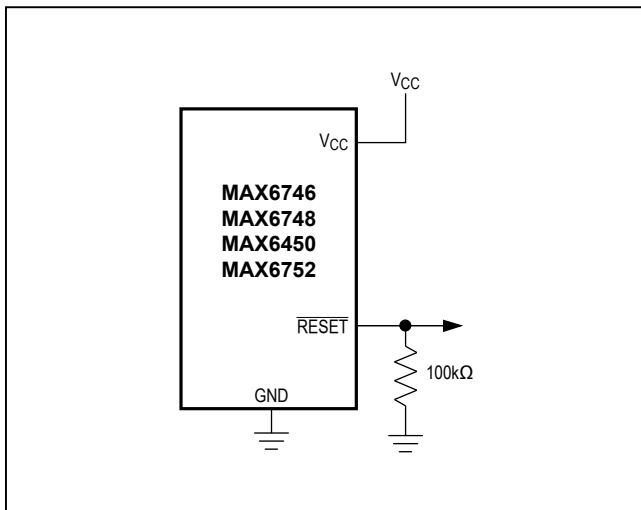 VCC
VCC
MAX6746
MAX6748
MAX6450
MAX6752
RESET
100kΩ
GND